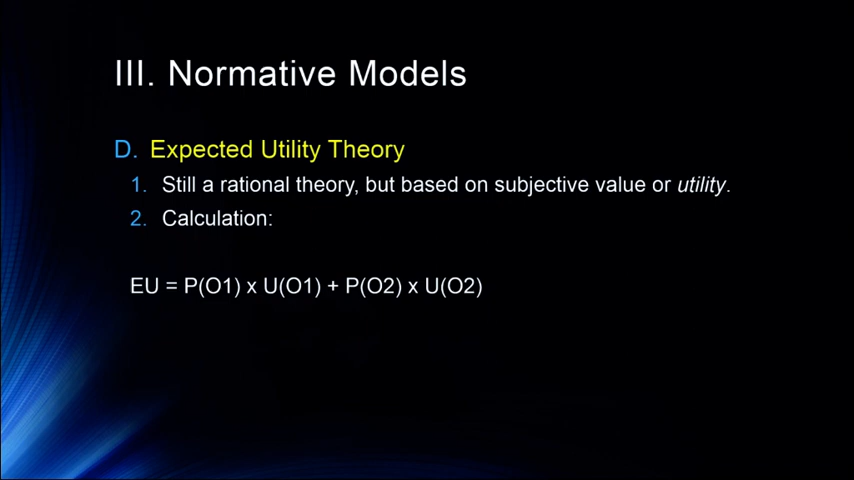 III. Normative Models
D. Expected Utility Theory
1. Still a rational theory, but based on subjective value or utility.
2. Calculation:
EU = P(O1) x U(O1) + P(O2) x U(O2)